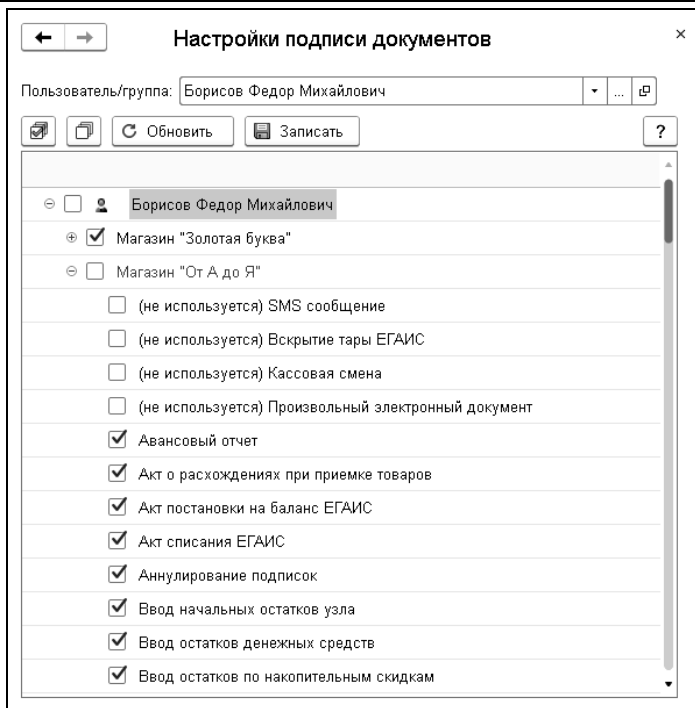 Настройки подписи документов
Пользователь/группа: Борисов Федор Михайлович
Обновить Записать ?
Борисов Федор Михайлович
Магазин "Золотая буква"
Магазин "От А до Я"
(не используется) SMS сообщение
(не используется) Вскрытие тары ЕГАИС
(не используется) Кассовая смена
(не используется) Произвольный электронный документ
Авансовый отчет
Акт о расхождениях при приемке товаров
Акт постановки на баланс ЕГАИС
Акт списания ЕГАИС
Аннулирование подписок
Ввод начальных остатков узла
Ввод остатков денежных средств
Ввод остатков по накопительным скидкам